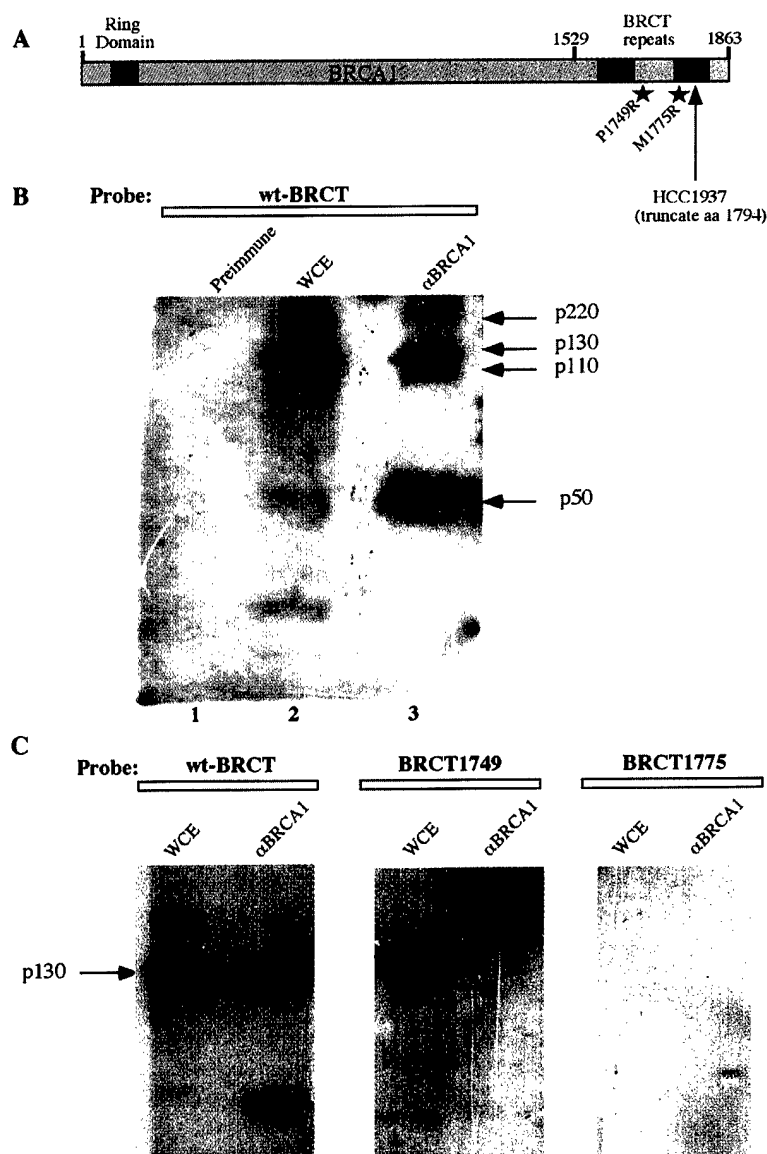 A
1
Ring
Domain
1529
BRCT
repeats
1863
BRCA1
P1749R
M1775R
HCC1937
(truncate aa 1794)
B
Probe:
wt-BRCT
Preimmune
WCE
αBRCA1
p220
p130
p110
p50
1
2
3
C
Probe:
wt-BRCT
BRCT1749
BRCT1775
WCE
αBRCA1
WCE
αBRCA1
WCE
αBRCA1
p130